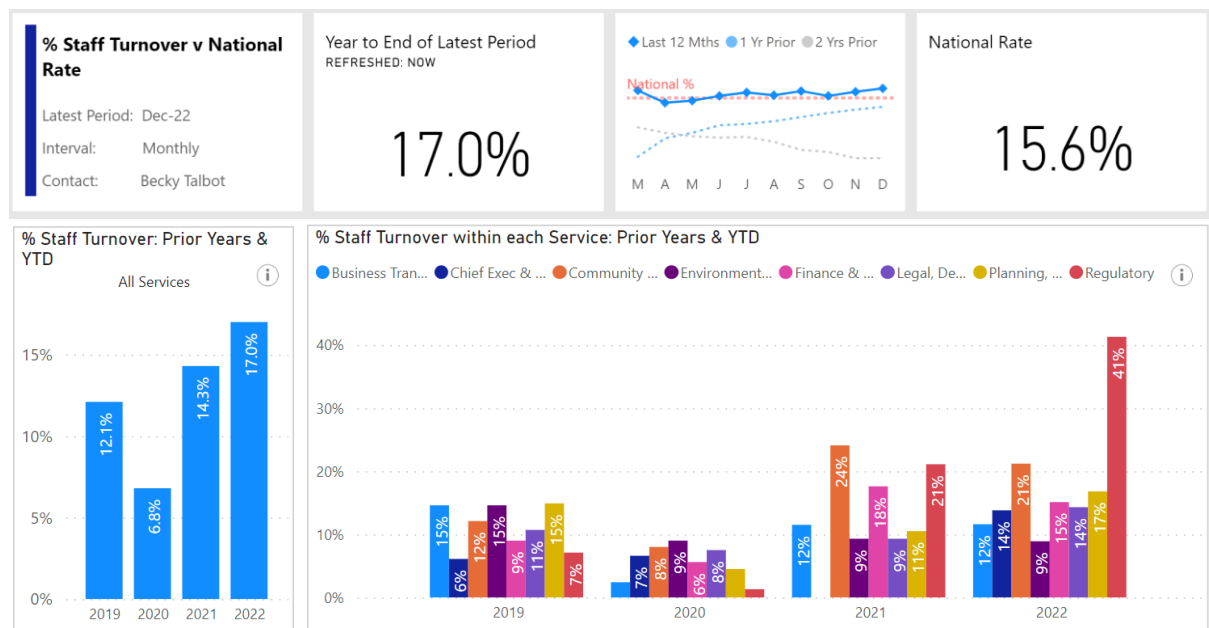 % Staff Turnover v National
Rate
Latest Period: Dec-22
Interval: Monthly
Contact: Becky Talbot
Year to End of Latest Period
REFRESHED: NOW
17.0%
Last 12 Mths 1 Yr Prior 2 Yrs Prior
National %
M A M J J A S O N D
National Rate
15.6%
% Staff Turnover: Prior Years &
YTD
All Services
15%
10%
5%
0%
12.1%
6.8%
14.3%
17.0%
2019 2020 2021 2022
% Staff Turnover within each Service: Prior Years & YTD
Business Tran... Chief Exec & ... Community ... Environment... Finance & ... Legal, De... Planning, ... Regulatory
40%
30%
20%
10%
0%
15% 6% 12% 15% 9% 11% 15% 7%
7% 8% 9% 6% 8%
12% 24% 9% 18% 9% 11% 21%
12% 14% 21% 9% 15% 14% 17% 41%
2019 2020 2021 2022